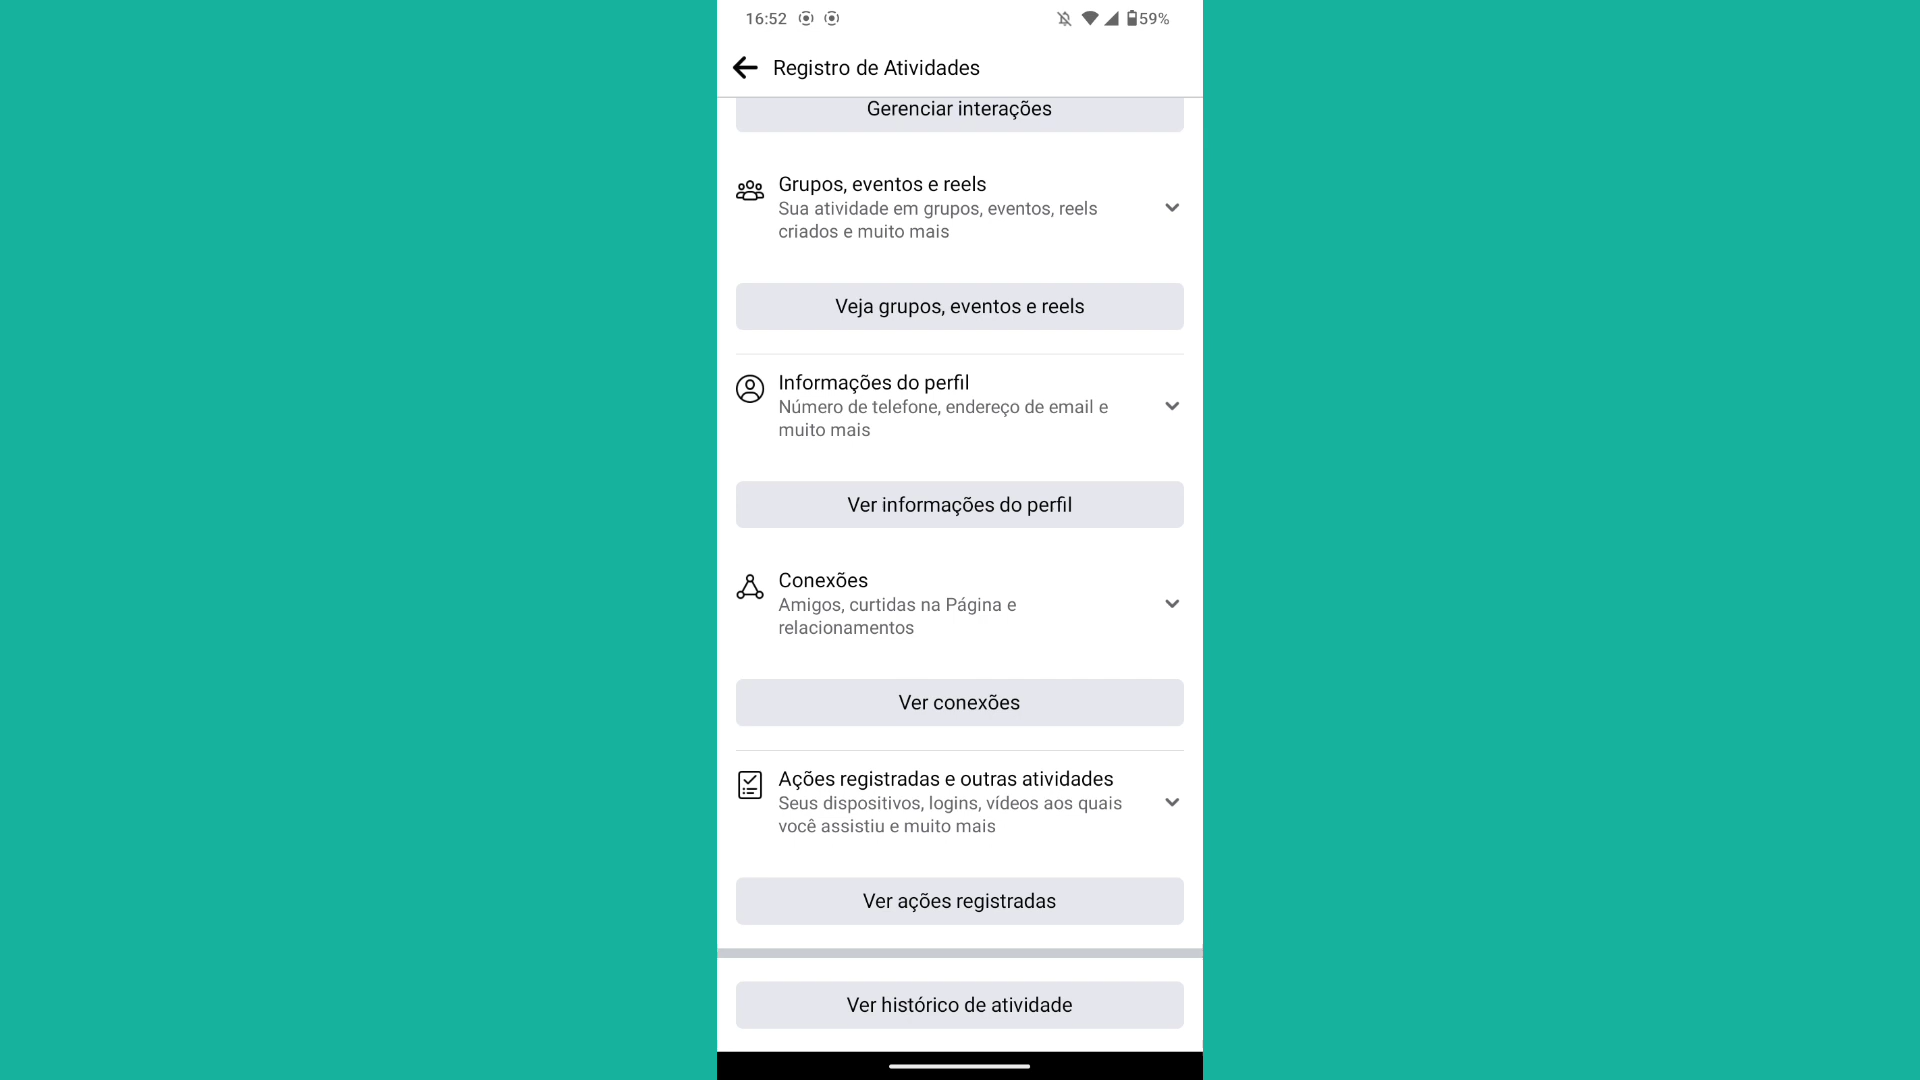 16:52
59%
Registro de Atividades
Gerenciar interações
Grupos, eventos e reels
Sua atividade em grupos, eventos, reels
criados e muito mais
Veja grupos, eventos e reels
Informações do perfil
Número de telefone, endereço de email e
muito mais
Ver informações do perfil
Conexões
Amigos, curtidas na Página e
relacionamentos
Ver conexões
Ações registradas e outras atividades
Seus dispositivos, logins, vídeos aos quais
você assistiu e muito mais
Ver ações registradas
Ver histórico de atividade